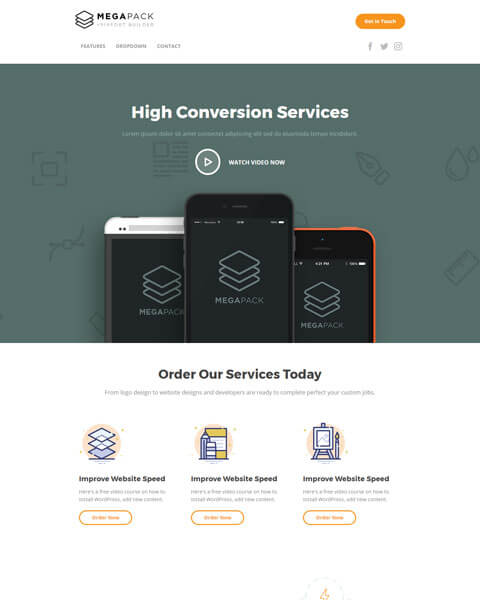 MEGAPACK
Get in Touch
FEATURES DROPDOWN CONTACT
High Conversion Services
Lorem ipsum dolor sit amet consectet adipiscing elit sed do eiusmoda tempor incididunt.
WATCH VIDEO NOW
4:21 PM
MEGAPACK
MEGAPACK
MEGAPACK
Order Our Services Today
From logo design to website designs and developers are ready to complete perfect your custom jobs.
Improve Website Speed
Here's a free video course on how to
install WordPress, add new content.
Order Now
Improve Website Speed
Here's a free video course on how to
install WordPress, add new content.
Order Now
Improve Website Speed
Here's a free video course on how to
install WordPress, add new content.
Order Now